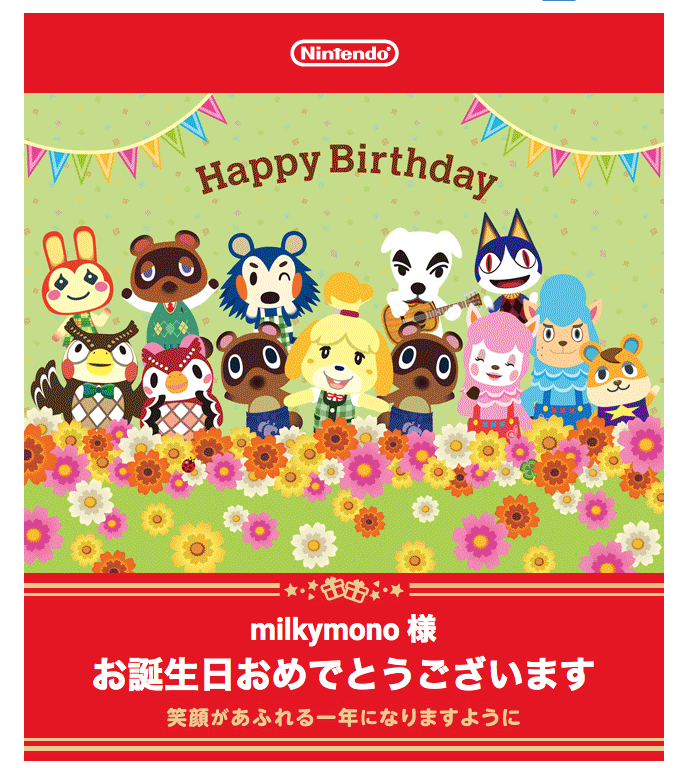 Nintendo
Happy Birthday
milkymono 様
お誕生日おめでとうございます
笑顔があふれる一年になりますように